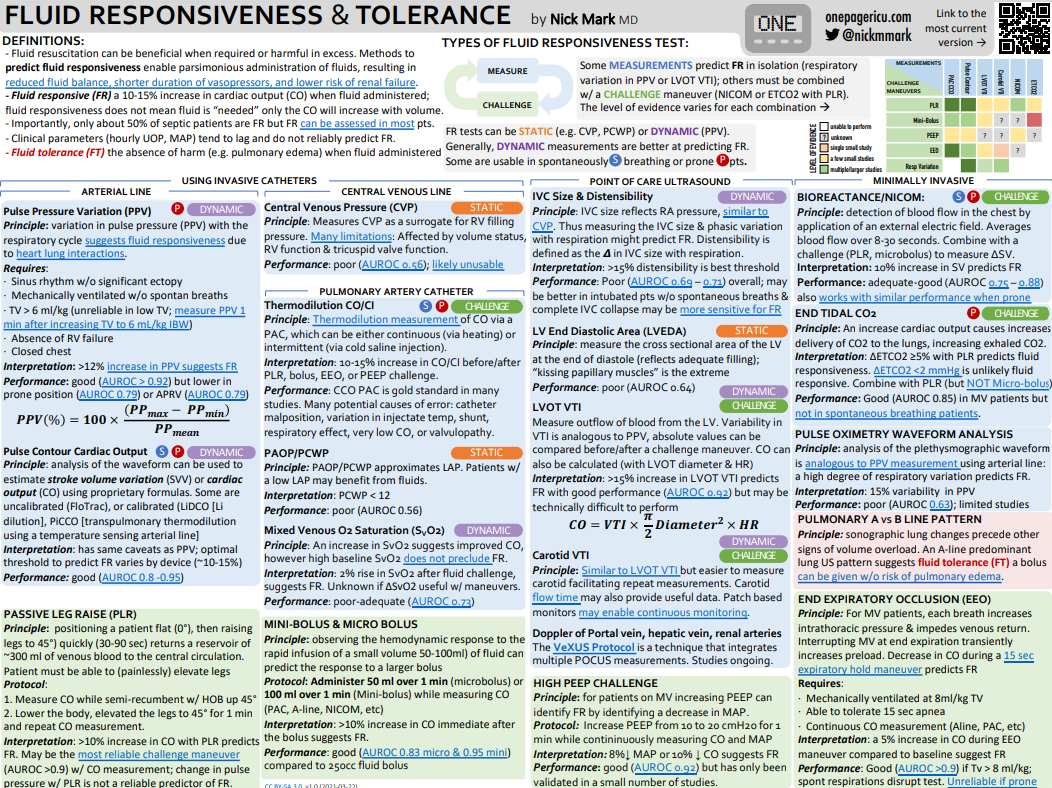 FLUID RESPONSIVENESS & TOLERANCE by Nick Mark MD
ONE
onepagericu.com
@nickmmark
Link to the
most current
version →
DEFINITIONS:
- Fluid resuscitation can be beneficial when required or harmful in excess. Methods to
predict fluid responsiveness enable parsimonious administration of fluids, resulting in
reduced fluid balance, shorter duration of vasopressors, and lower risk of renal failure.
- Fluid responsive (FR) a 10-15% increase in cardiac output (CO) when fluid administered;
fluid responsiveness does not mean fluid is "needed" only the CO will increase with volume.
- Importantly, only about 50% of septic patients are FR but FR can be assessed in most pts.
- Clinical parameters (hourly UOP, MAP) tend to lag and do not reliably predict FR.
- Fluid tolerance (FT) the absence of harm (e.g. pulmonary edema) when fluid administered
TYPES OF FLUID RESPONSIVENESS TEST:
MEASURE
CHALLENGE
Some MEASUREMENTS predict FR in isolation (respiratory
variation in PPV or LVOT VTI); others must be combined
w/ a CHALLENGE maneuver (NICOM or ETCO2 with PLR).
The level of evidence varies for each combination →
FR tests can be STATIC (e.g. CVP, PCWP) or DYNAMIC (PPV).
Generally, DYNAMIC measurements are better at predicting FR.
Some are usable in spontaneously S breathing or prone P pts.
LEVEL OF EVIDENCE
unable to perform
? unknown
single small study
a few small studies
multiple/larger studies
MEASUREMENTS
CHALLENGE
MANEUVERS
PAC CO
Pulse Contour
LVOT VTI
Carotid VTI
NICOM
ETCO2
PLR
Mini-Bolus ? ?
PEEP ? ? ?
EEO ?
Resp Variation
USING INVASIVE CATHETERS
ARTERIAL LINE
Pulse Pressure Variation (PPV) P DYNAMIC
Principle: variation in pulse pressure (PPV) with the
respiratory cycle suggests fluid responsiveness due
to heart lung interactions.
Requires:
· Sinus rhythm w/o significant ectopy
· Mechanically ventilated w/o spontan breaths
· TV > 6 ml/kg (unreliable in low TV; measure PPV 1
min after increasing TV to 6 mL/kg IBW)
· Absence of RV failure
· Closed chest
Interpretation: >12% increase in PPV suggests FR
Performance: good (AUROC > 0.92) but lower in
prone position (AUROC 0.79) or APRV (AUROC 0.79)
PPV(%) = 100 × (PPmax − PPmin) / PPmean
Pulse Contour Cardiac Output S P DYNAMIC
Principle: analysis of the waveform can be used to
estimate stroke volume variation (SVV) or cardiac
output (CO) using proprietary formulas. Some are
uncalibrated (FloTrac), or calibrated (LiDCO [Li
dilution], PiCCO [transpulmonary thermodilution
using a temperature sensing arterial line]
Interpretation: has same caveats as PPV; optimal
threshold to predict FR varies by device (~10-15%)
Performance: good (AUROC 0.8 -0.95)
PASSIVE LEG RAISE (PLR)
Principle: positioning a patient flat (0°), then raising
legs to 45°) quickly (30-90 sec) returns a reservoir of
~300 ml of venous blood to the central circulation.
Patient must be able to (painlessly) elevate legs
Protocol:
1. Measure CO while semi-recumbent w/ HOB up 45°
2. Lower the body, elevated the legs to 45° for 1 min
and repeat CO measurement.
Interpretation: >10% increase in CO with PLR predicts
FR. May be the most reliable challenge maneuver
(AUROC >0.9) w/ CO measurement; change in pulse
pressure w/ PLR is not a reliable predictor of FR.
CENTRAL VENOUS LINE
Central Venous Pressure (CVP) STATIC
Principle: Measures CVP as a surrogate for RV filling
pressure. Many limitations: Affected by volume status,
RV function & tricuspid valve function.
Performance: poor (AUROC 0.56); likely unusable
PULMONARY ARTERY CATHETER
Thermodilution CO/CI S P CHALLENGE
Principle: Thermodilution measurement of CO via a
PAC, which can be either continuous (via heating) or
intermittent (via cold saline injection).
Interpretation: 10-15% increase in CO/CI before/after
PLR, bolus, EEO, or PEEP challenge.
Performance: CCO PAC is gold standard in many
studies. Many potential causes of error: catheter
malposition, variation in injectate temp, shunt,
respiratory effect, very low CO, or valvulopathy.
PAOP/PCWP STATIC
Principle: PAOP/PCWP approximates LAP. Patients w/
a low LAP may benefit from fluids.
Interpretation: PCWP < 12
Performance: poor (AUROC 0.56)
Mixed Venous O2 Saturation (SvO2) DYNAMIC
Principle: An increase in SvO2 suggests improved CO,
however high baseline SvO2 does not preclude FR.
Interpretation: 2% rise in SvO2 after fluid challenge,
suggests FR. Unknown if ΔSvO2 useful w/ maneuvers.
Performance: poor-adequate (AUROC 0.73)
MINI-BOLUS & MICRO BOLUS
Principle: observing the hemodynamic response to the
rapid infusion of a small volume 50-100ml) of fluid can
predict the response to a larger bolus
Protocol: Administer 50 ml over 1 min (microbolus) or
100 ml over 1 min (Mini-bolus) while measuring CO
(PAC, A-line, NICOM, etc)
Interpretation: >10% increase in CO immediate after
the bolus suggests FR.
Performance: good (AUROC 0.83 micro & 0.95 mini)
compared to 250cc fluid bolus
CC BY-SA 3.0 v1.0 (2021-03-22)
POINT OF CARE ULTRASOUND
IVC Size & Distensibility DYNAMIC
Principle: IVC size reflects RA pressure, similar to
CVP. Thus measuring the IVC size & phasic variation
with respiration might predict FR. Distensibility is
defined as the Δ in IVC size with respiration.
Interpretation: >15% distensibility is best threshold
Performance: Poor (AUROC 0.69 – 0.71) overall; may
be better in intubated pts w/o spontaneous breaths &
complete IVC collapse may be more sensitive for FR
LV End Diastolic Area (LVEDA) STATIC
Principle: measure the cross sectional area of the LV
at the end of diastole (reflects adequate filling);
"kissing papillary muscles" is the extreme
Performance: poor (AUROC 0.64)
DYNAMIC
LVOT VTI CHALLENGE
Measure outflow of blood from the LV. Variability in
VTI is analogous to PPV, absolute values can be
compared before/after a challenge maneuver. CO can
also be calculated (with LVOT diameter & HR)
Interpretation: >15% increase in LVOT VTI predicts
FR with good performance (AUROC 0.92) but may be
technically difficult to perform
CO = VTI × π/2 Diameter² × HR
DYNAMIC
Carotid VTI CHALLENGE
Principle: Similar to LVOT VTI but easier to measure
carotid facilitating repeat measurements. Carotid
flow time may also provide useful data. Patch based
monitors may enable continuous monitoring.
Doppler of Portal vein, hepatic vein, renal arteries
The VeXUS Protocol is a technique that integrates
multiple POCUS measurements. Studies ongoing.
HIGH PEEP CHALLENGE
Principle: for patients on MV increasing PEEP can
identify FR by identifying a decrease in MAP.
Protocol: Increase PEEP from 10 to 20 cmH20 for 1
min while continiuously measuring CO and MAP
Interpretation: 8%↓ MAP or 10% ↓ CO suggests FR
Performance: good (AUROC 0.92) but has only been
validated in a small number of studies.
MINIMALLY INVASIVE
BIOREACTANCE/NICOM: S P CHALLENGE
Principle: detection of blood flow in the chest by
application of an external electric field. Averages
blood flow over 8-30 seconds. Combine with a
challenge (PLR, microbolus) to measure ΔSV.
Interpretation: 10% increase in SV predicts FR
Performance: adequate-good (AUROC 0.75 – 0.88)
also works with similar performance when prone
END TIDAL CO2 P CHALLENGE
Principle: An increase cardiac output causes increases
delivery of CO2 to the lungs, increasing exhaled CO2.
Interpretation: ΔETCO2 ≥5% with PLR predicts fluid
responsiveness. ΔETCO2 <2 mmHg is unlikely fluid
responsive. Combine with PLR (but NOT Micro-bolus)
Performance: Good (AUROC 0.85) in MV patients but
not in spontaneous breathing patients.
PULSE OXIMETRY WAVEFORM ANALYSIS
Principle: analysis of the plethysmographic waveform
is analogous to PPV measurement using arterial line:
a high degree of respiratory variation predicts FR.
Interpretation: 15% variability in PPV
Performance: poor (AUROC 0.63); limited studies
PULMONARY A vs B LINE PATTERN
Principle: sonographic lung changes precede other
signs of volume overload. An A-line predominant
lung US pattern suggests fluid tolerance (FT) a bolus
can be given w/o risk of pulmonary edema.
END EXPIRATORY OCCLUSION (EEO)
Principle: For MV patients, each breath increases
intrathoracic pressure & impedes venous return.
Interrupting MV at end expiration transiently
increases preload. Decrease in CO during a 15 sec
expiratory hold maneuver predicts FR
Requires:
· Mechanically ventilated at 8ml/kg TV
· Able to tolerate 15 sec apnea
· Continuous CO measurement (Aline, PAC, etc)
Interpretation: a 5% increase in CO during EEO
maneuver compared to baseline suggest FR
Performance: Good (AUROC >0.9) if Tv > 8 ml/kg;
spont respirations disrupt test. Unreliable if prone